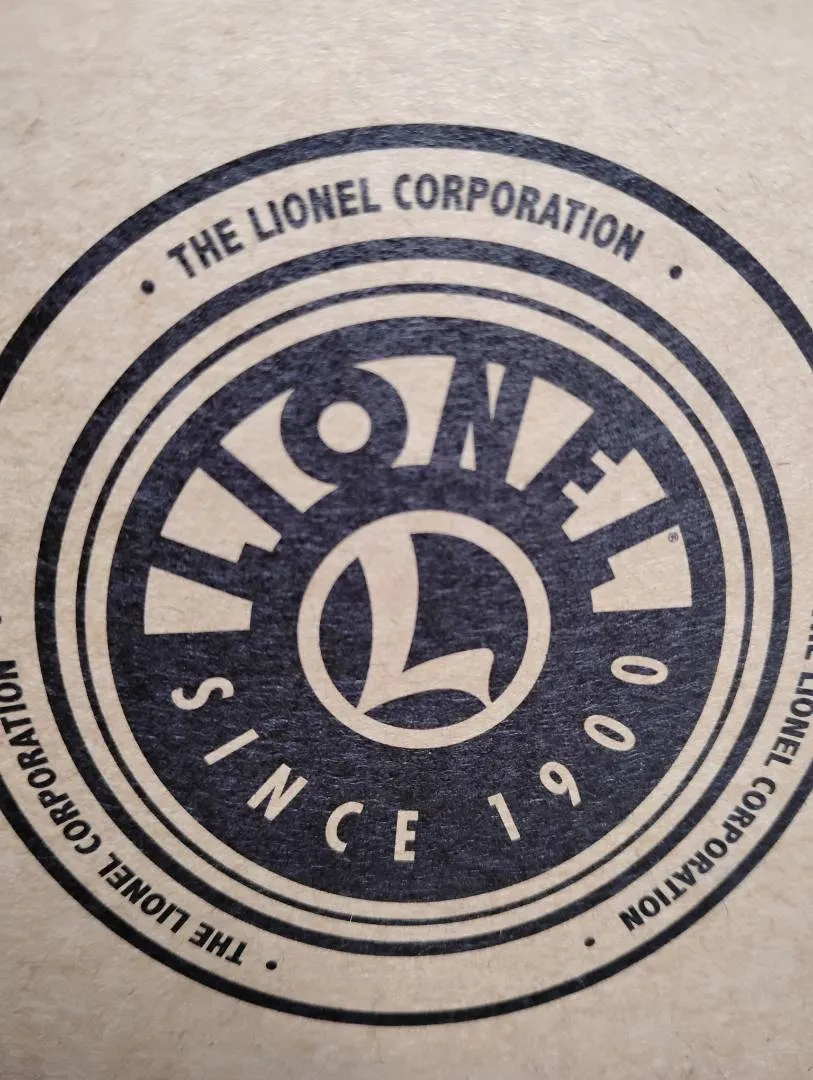 • THE LIONEL CORPORATION •
LIONEL®
L
SINCE 1900
THE LIONEL CORPORATION •
• THE LIONEL CORPORATION